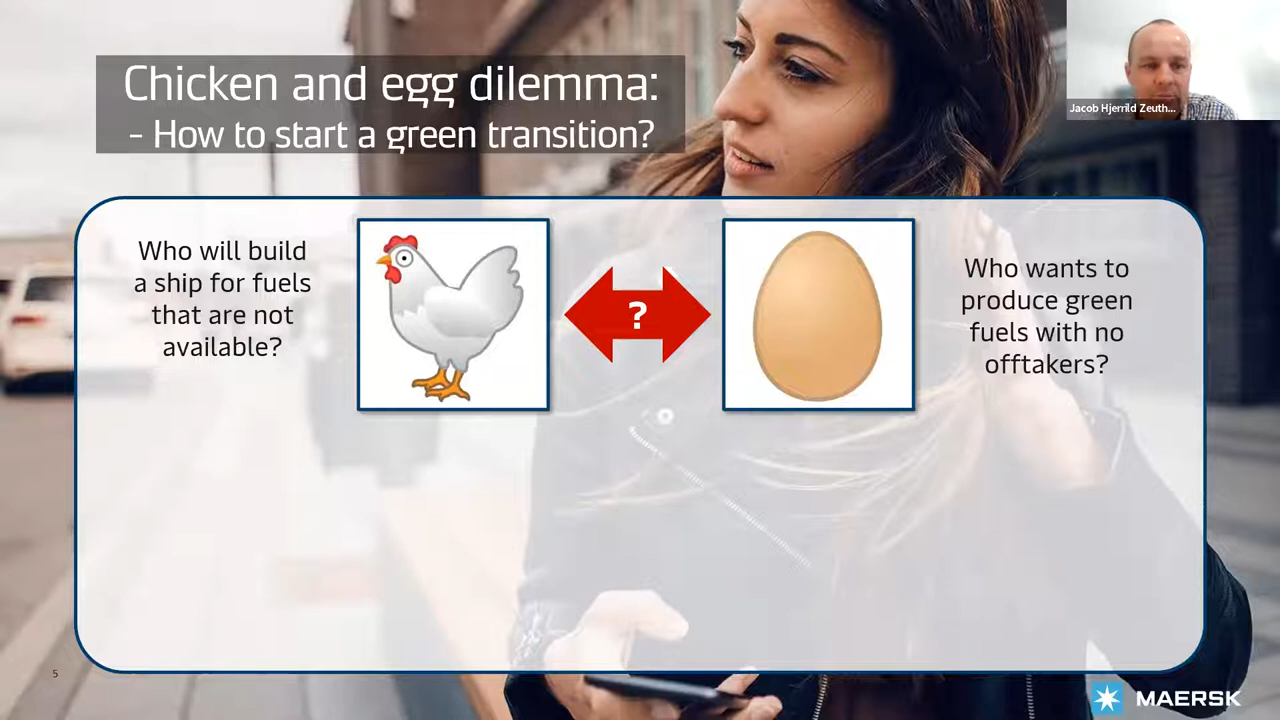 Chicken and egg dilemma:
- How to start a green transition?
Jacob Hjerrild Zeuth...
Who will build
a ship for fuels
that are not
available?
?
Who wants to
produce green
fuels with no
offtakers?
5
MAERSK